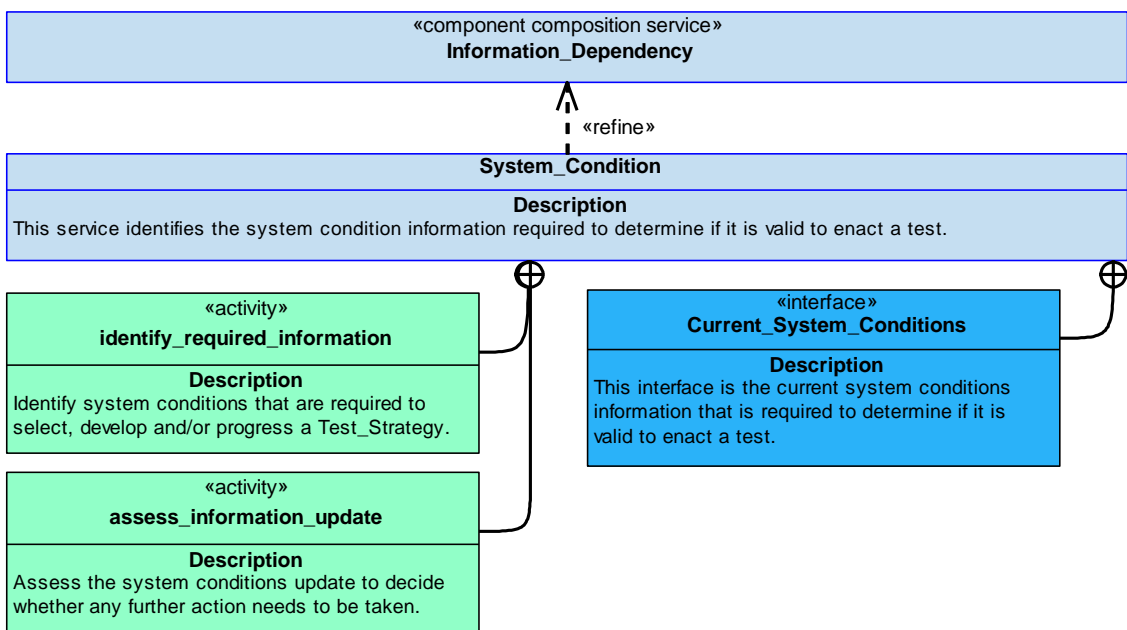 «component composition service»
Information_Dependency
«refine»
System_Condition
Description
This service identifies the system condition information required to determine if it is valid to enact a test.
«activity»
identify_required_information
Description
Identify system conditions that are required to
select, develop and/or progress a Test_Strategy.
«interface»
Current_System_Conditions
Description
This interface is the current system conditions
information that is required to determine if it is
valid to enact a test.
«activity»
assess_information_update
Description
Assess the system conditions update to decide
whether any further action needs to be taken.